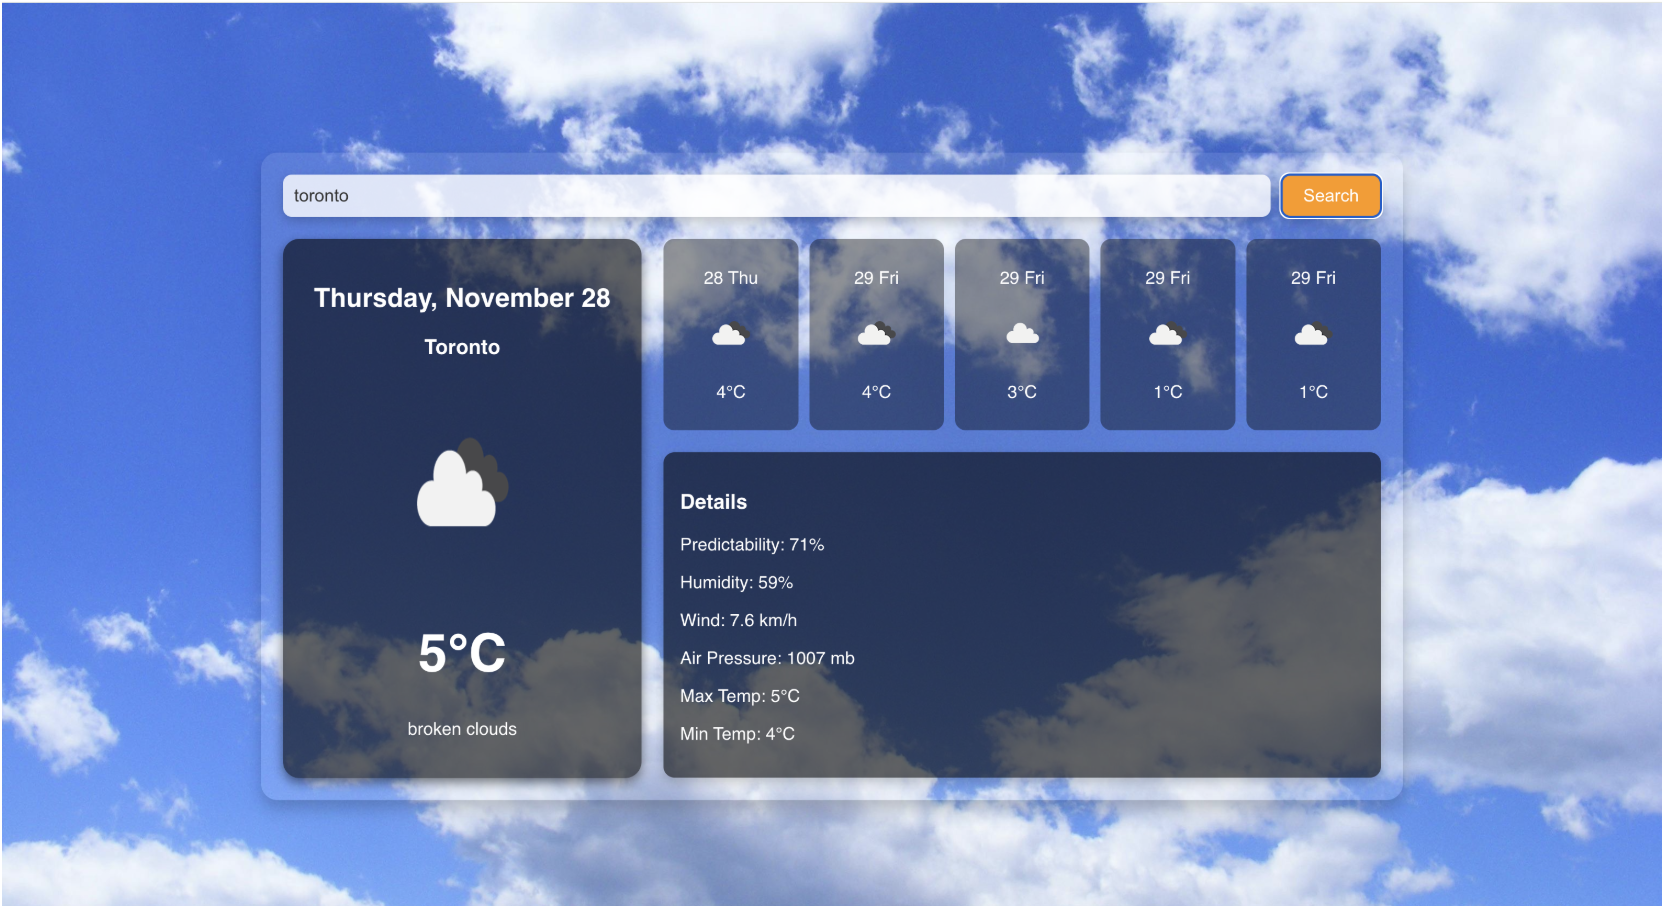 toronto
Search
Thursday, November 28
Toronto
5°C
broken clouds
28 Thu
4°C
29 Fri
4°C
29 Fri
3°C
29 Fri
1°C
29 Fri
1°C
Details
Predictability: 71%
Humidity: 59%
Wind: 7.6 km/h
Air Pressure: 1007 mb
Max Temp: 5°C
Min Temp: 4°C